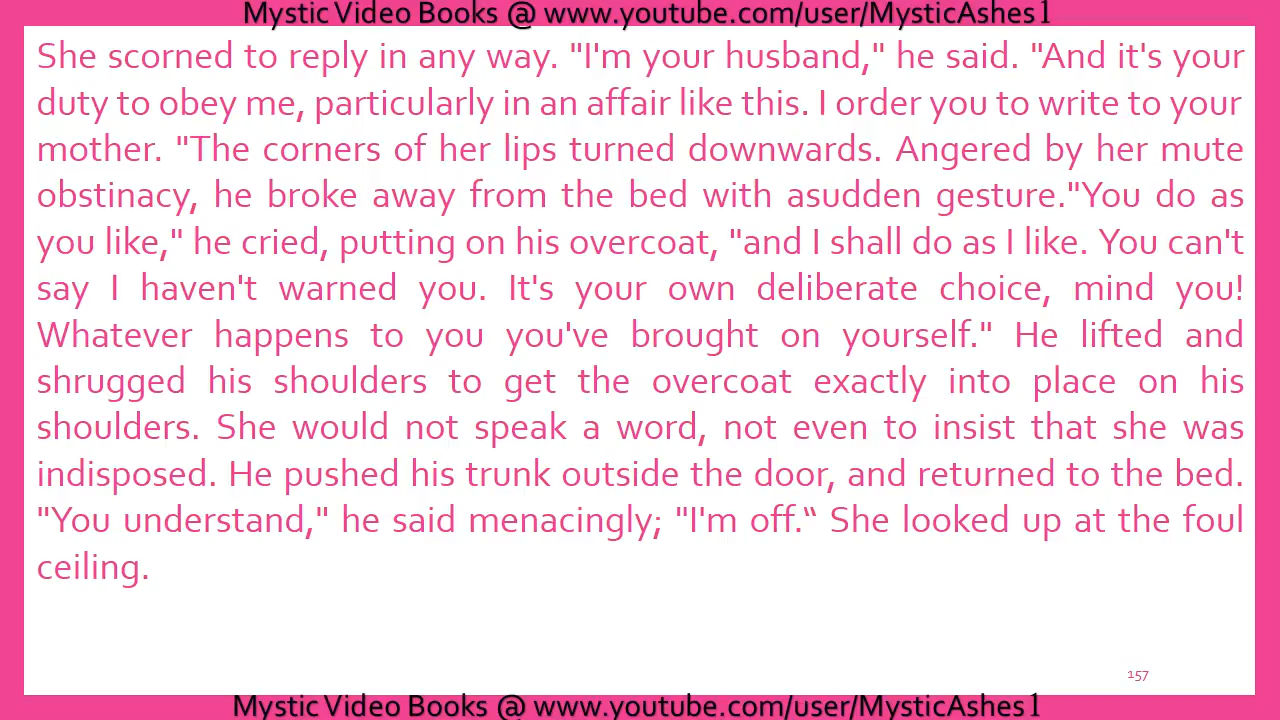 Mystic Video Books @ www.youtube.com/user/MysticAshes1
She scorned to reply in any way. "I'm your husband," he said. "And it's your
duty to obey me, particularly in an affair like this. I order you to write to your
mother. "The corners of her lips turned downwards. Angered by her mute
obstinacy, he broke away from the bed with asudden gesture."You do as
you like," he cried, putting on his overcoat, "and I shall do as I like. You can't
say I haven't warned you. It's your own deliberate choice, mind you!
Whatever happens to you you've brought on yourself." He lifted and
shrugged his shoulders to get the overcoat exactly into place on his
shoulders. She would not speak a word, not even to insist that she was
indisposed. He pushed his trunk outside the door, and returned to the bed.
"You understand," he said menacingly; "I'm off.“ She looked up at the foul
ceiling.
157
Mystic Video Books @ www.youtube.com/user/MysticAshes1